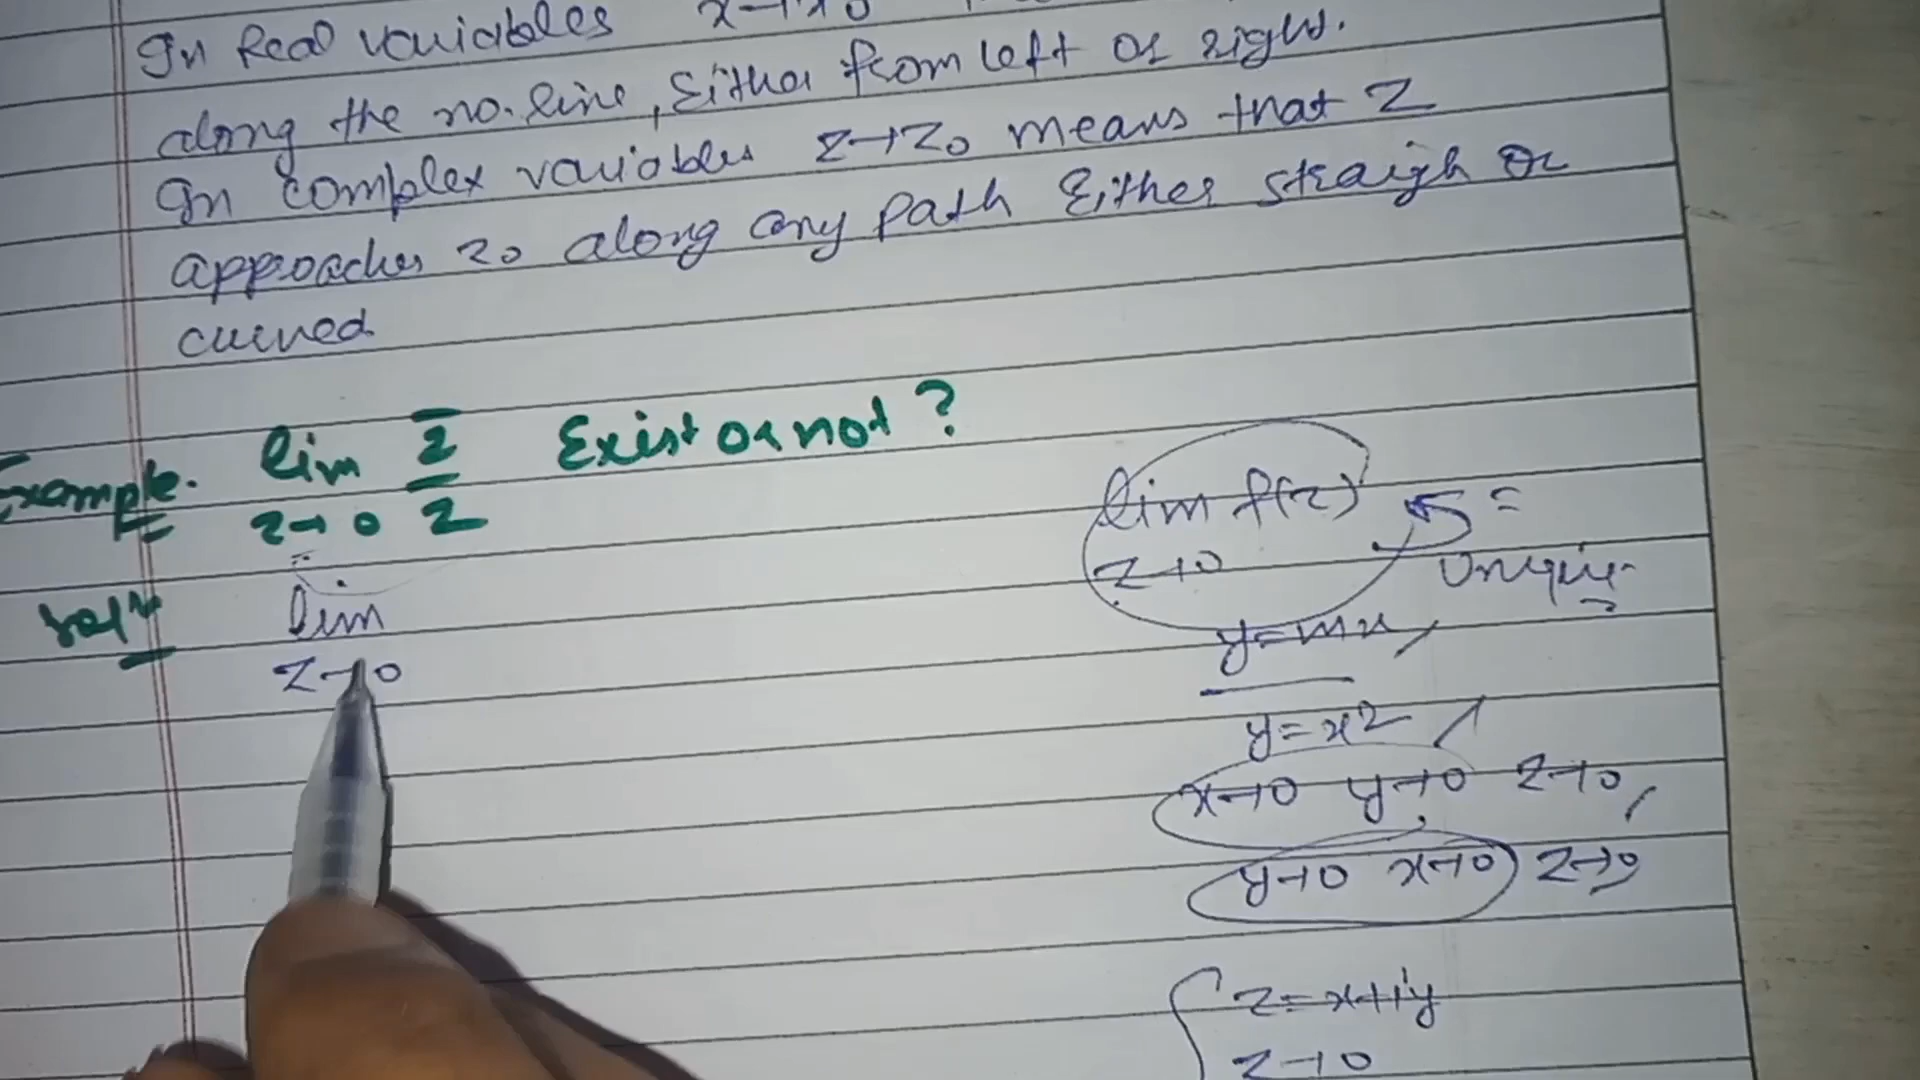 In Real variables x→x0
along the no. line, Either from left or right.
In complex variables z→z0 means that z
approaches z0 along any path Either straigh or
curved
Example. lim z̅/z Exist or not?
z→0
Solⁿ lim
z→0
lim f(z) =
z→0 Unique
y=mx
y=x²
x→0 y→0 z→0
y→0 x→0 z→0
z=x+iy
z→0